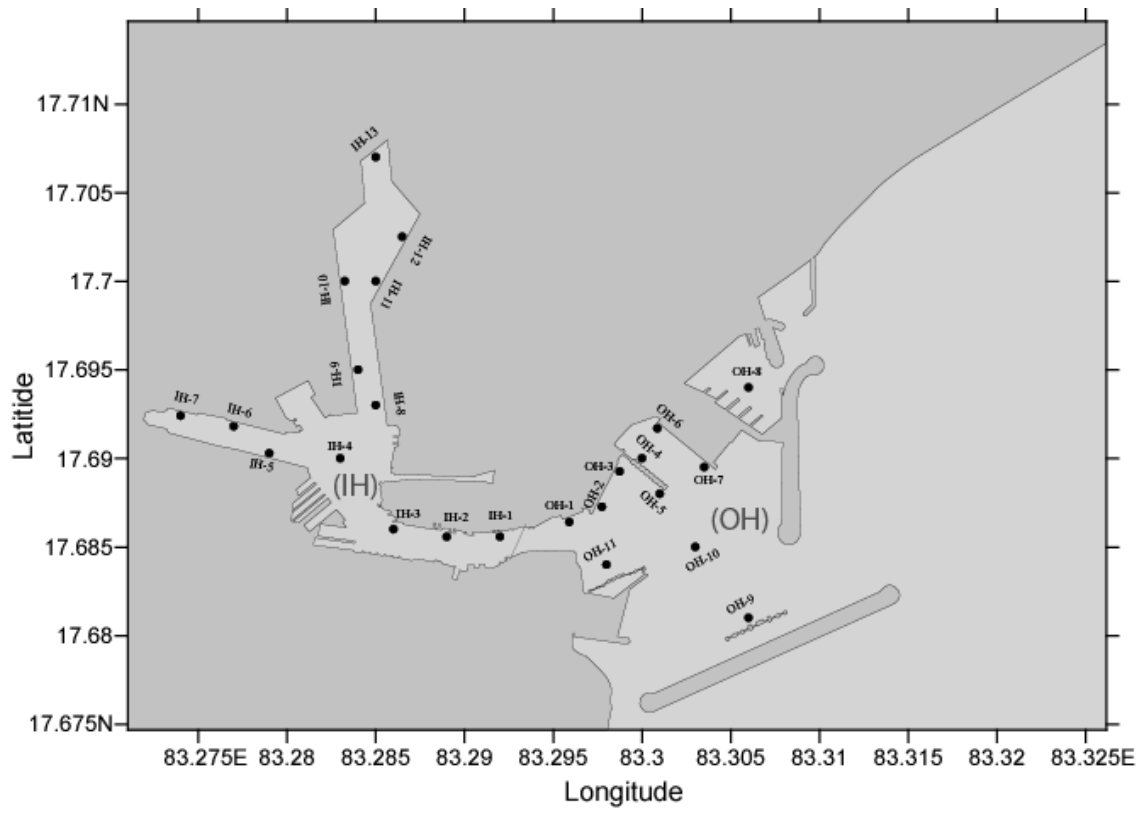 17.71N
17.705
17.7
17.695
17.69
17.685
17.68
17.675N
Latitide
IH-13
IH-12
IH-11
IH-10
IH-9
IH-8
IH-7
IH-6
IH-5
IH-4
(IH)
IH-3
IH-2
IH-1
OH-1
OH-2
OH-3
OH-4
OH-5
OH-6
OH-7
OH-8
(OH)
OH-11
OH-10
OH-9
83.275E 83.28 83.285 83.29 83.295 83.3 83.305 83.31 83.315 83.32 83.325E
Longitude